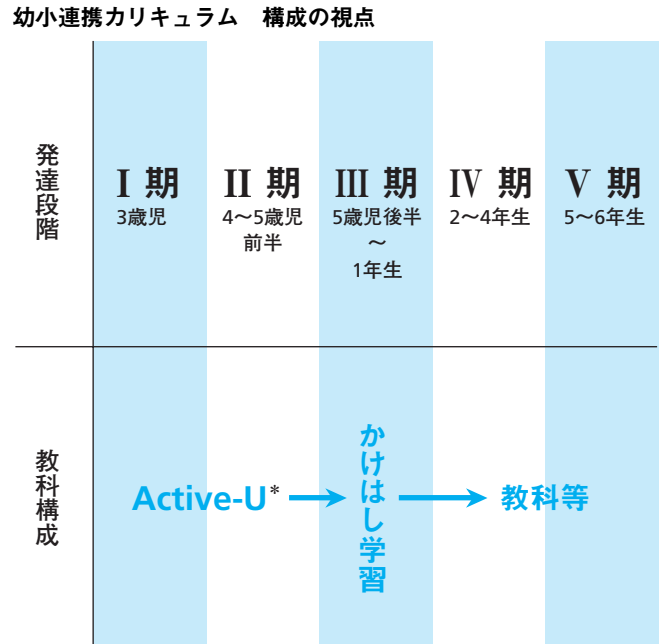 幼小連携カリキュラム　構成の視点
発達段階
Ⅰ 期
3歳児
Ⅱ 期
4〜5歳児
前半
Ⅲ 期
5歳児後半
〜
1年生
Ⅳ 期
2〜4年生
Ⅴ 期
5〜6年生
教科構成
Active-U*
かけはし学習
教科等